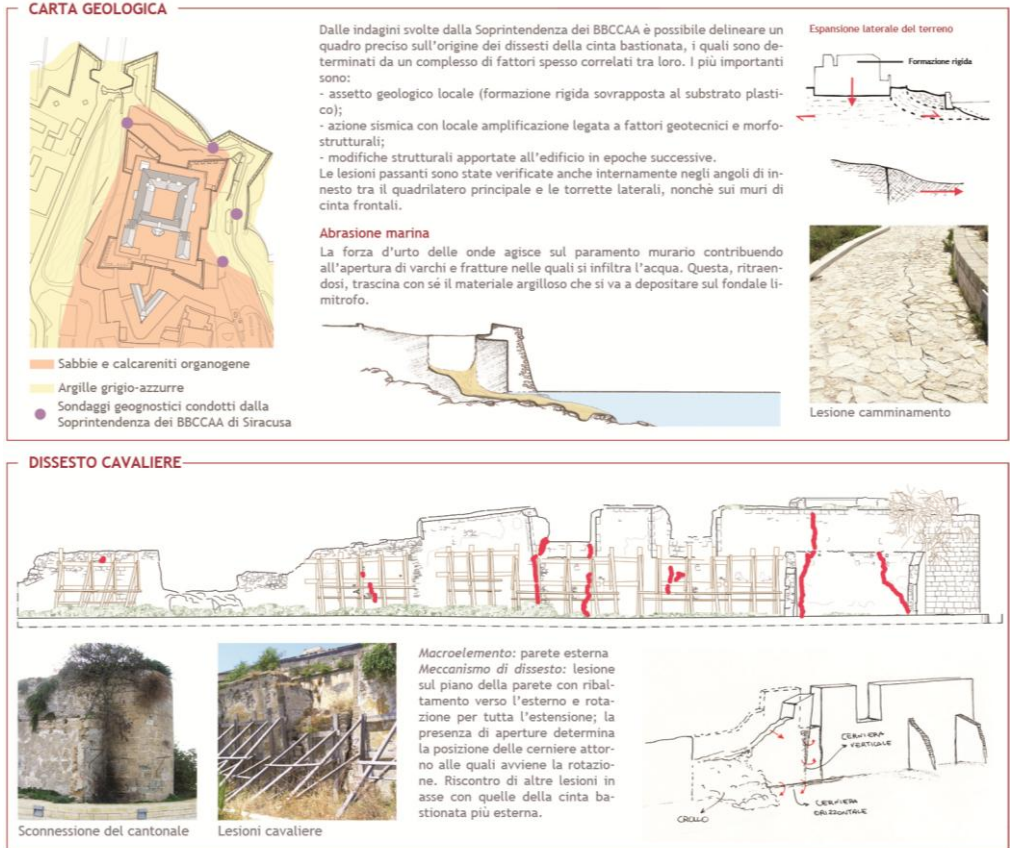 CARTA GEOLOGICA
Dalle indagini svolte dalla Soprintendenza dei BBCCAA è possibile delineare un
quadro preciso sull'origine dei dissesti della cinta bastionata, i quali sono de-
terminati da un complesso di fattori spesso correlati tra loro. I più importanti
sono:
- assetto geologico locale (formazione rigida sovrapposta al substrato plasti-
co);
- azione sismica con locale amplificazione legata a fattori geotecnici e morfo-
strutturali;
- modifiche strutturali apportate all'edificio in epoche successive.
Le lesioni passanti sono state verificate anche internamente negli angoli di in-
nesto tra il quadrilatero principale e le torrette laterali, nonchè sui muri di
cinta frontali.
Abrasione marina
La forza d'urto delle onde agisce sul paramento murario contribuendo
all'apertura di varchi e fratture nelle quali si infiltra l'acqua. Questa, ritraen-
dosi, trascina con sé il materiale argilloso che si va a depositare sul fondale li-
mitrofo.
Espansione laterale del terreno
Formazione rigida
Lesione camminamento
Sabbie e calcareniti organogene
Argille grigio-azzurre
Sondaggi geognostici condotti dalla
Soprintendenza dei BBCCAA di Siracusa
DISSESTO CAVALIERE
Sconnessione del cantonale
Lesioni cavaliere
Macroelemento: parete esterna
Meccanismo di dissesto: lesione
sul piano della parete con ribal-
tamento verso l'esterno e rota-
zione per tutta l'estensione; la
presenza di aperture determina
la posizione delle cerniere attor-
no alle quali avviene la rotazio-
ne. Riscontro di altre lesioni in
asse con quelle della cinta ba-
stionata più esterna.
CERNIERA
VERTICALE
CERNIERA
ORIZZONTALE
CROLLO